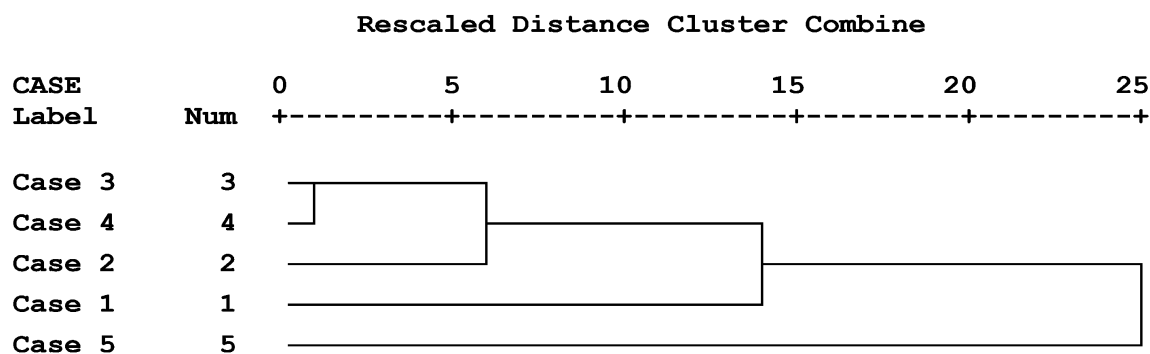 Rescaled Distance Cluster Combine
CASE 0 5 10 15 20 25
Label Num +---------+---------+---------+---------+---------+
Case 3 3
Case 4 4
Case 2 2
Case 1 1
Case 5 5